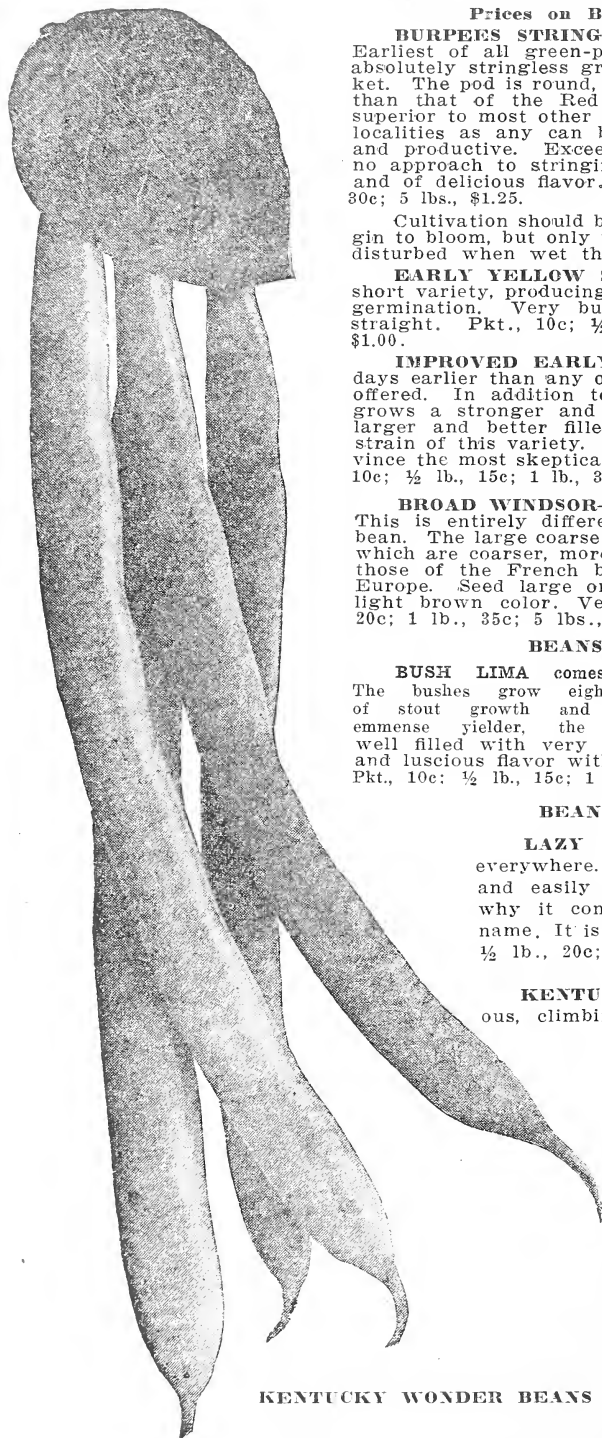 Prices on B
BURPEES STRING-
Earliest of all green-p
absolutely stringless gr
ket. The pod is round,
than that of the Red
superior to most other
localities as any can b
and productive. Excee
no approach to stringi
and of delicious flavor.
30c; 5 lbs., $1.25.
Cultivation should b
gin to bloom, but only
disturbed when wet th
EARLY YELLOW S
short variety, producing
germination. Very bu
straight. Pkt., 10c; ½
$1.00.
IMPROVED EARLY
days earlier than any o
offered. In addition to
grows a stronger and
larger and better fille
strain of this variety.
vince the most skeptica
10c; ½ lb., 15c; 1 lb., 3
BROAD WINDSOR-
This is entirely differe
bean. The large coarse
which are coarser, more
those of the French b
Europe. Seed large or
light brown color. Ve
20c; 1 lb., 35c; 5 lbs.,
BEANS
BUSH LIMA comes
The bushes grow eigh
of stout growth and
emmense yielder, the
well filled with very
and luscious flavor wit
Pkt., 10c; ½ lb., 15c; 1
BEAN
LAZY
everywhere.
and easily
why it con
name. It is
½ lb., 20c;
KENTU
ous, climbi
KENTUCKY WONDER BEANS